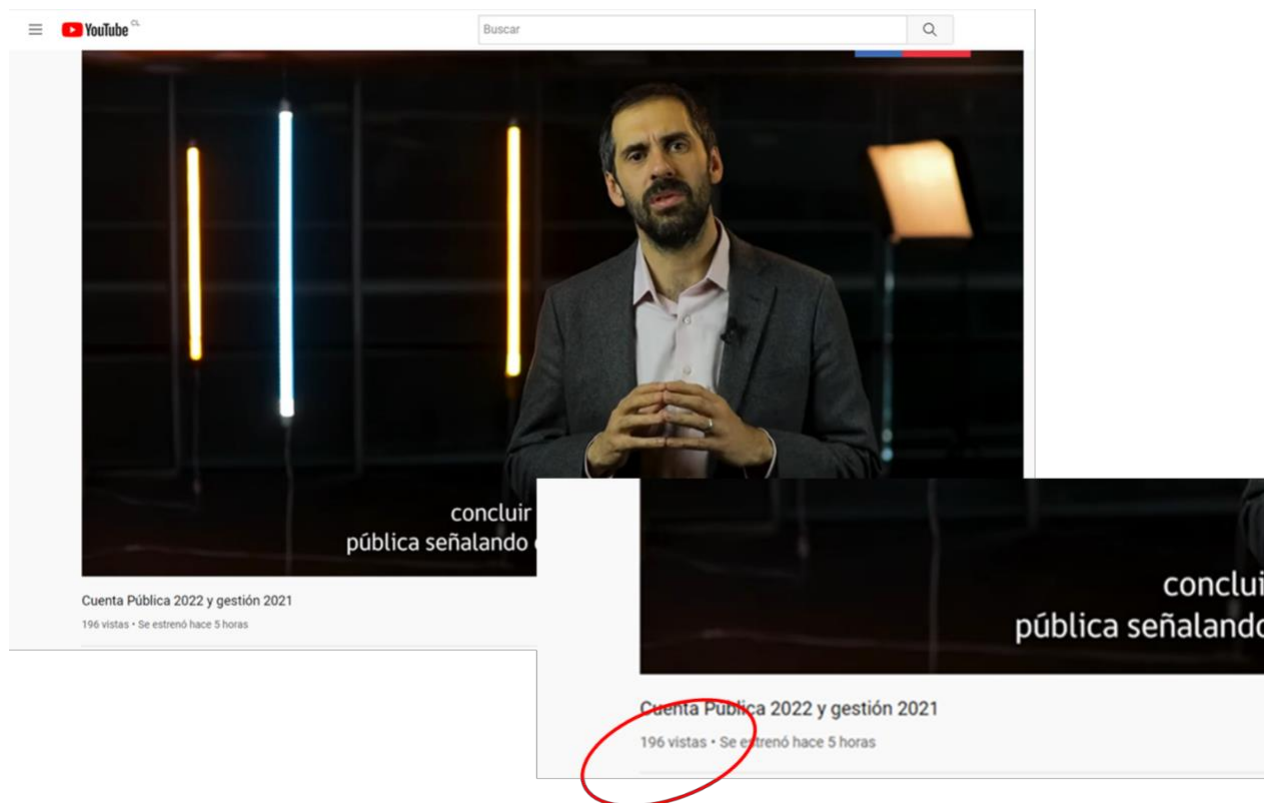 YouTube CL
Buscar
concluir
pública señalando
Cuenta Pública 2022 y gestión 2021
196 vistas • Se estrenó hace 5 horas
conclui
pública señalando
Cuenta Pública 2022 y gestión 2021
196 vistas • Se estrenó hace 5 horas